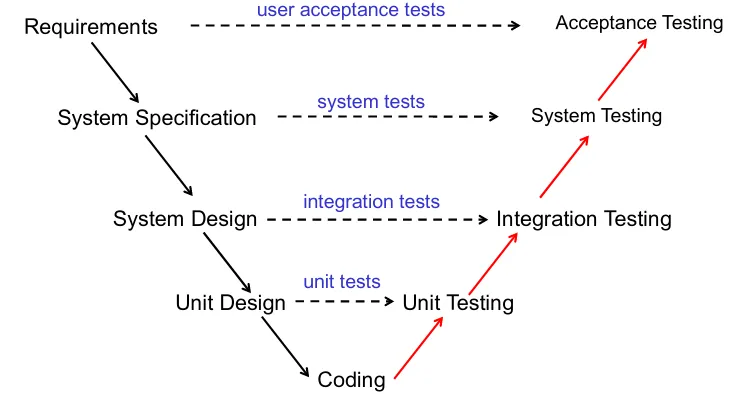 user acceptance tests
Requirements
Acceptance Testing
system tests
System Specification
System Testing
integration tests
System Design
Integration Testing
unit tests
Unit Design
Unit Testing
Coding